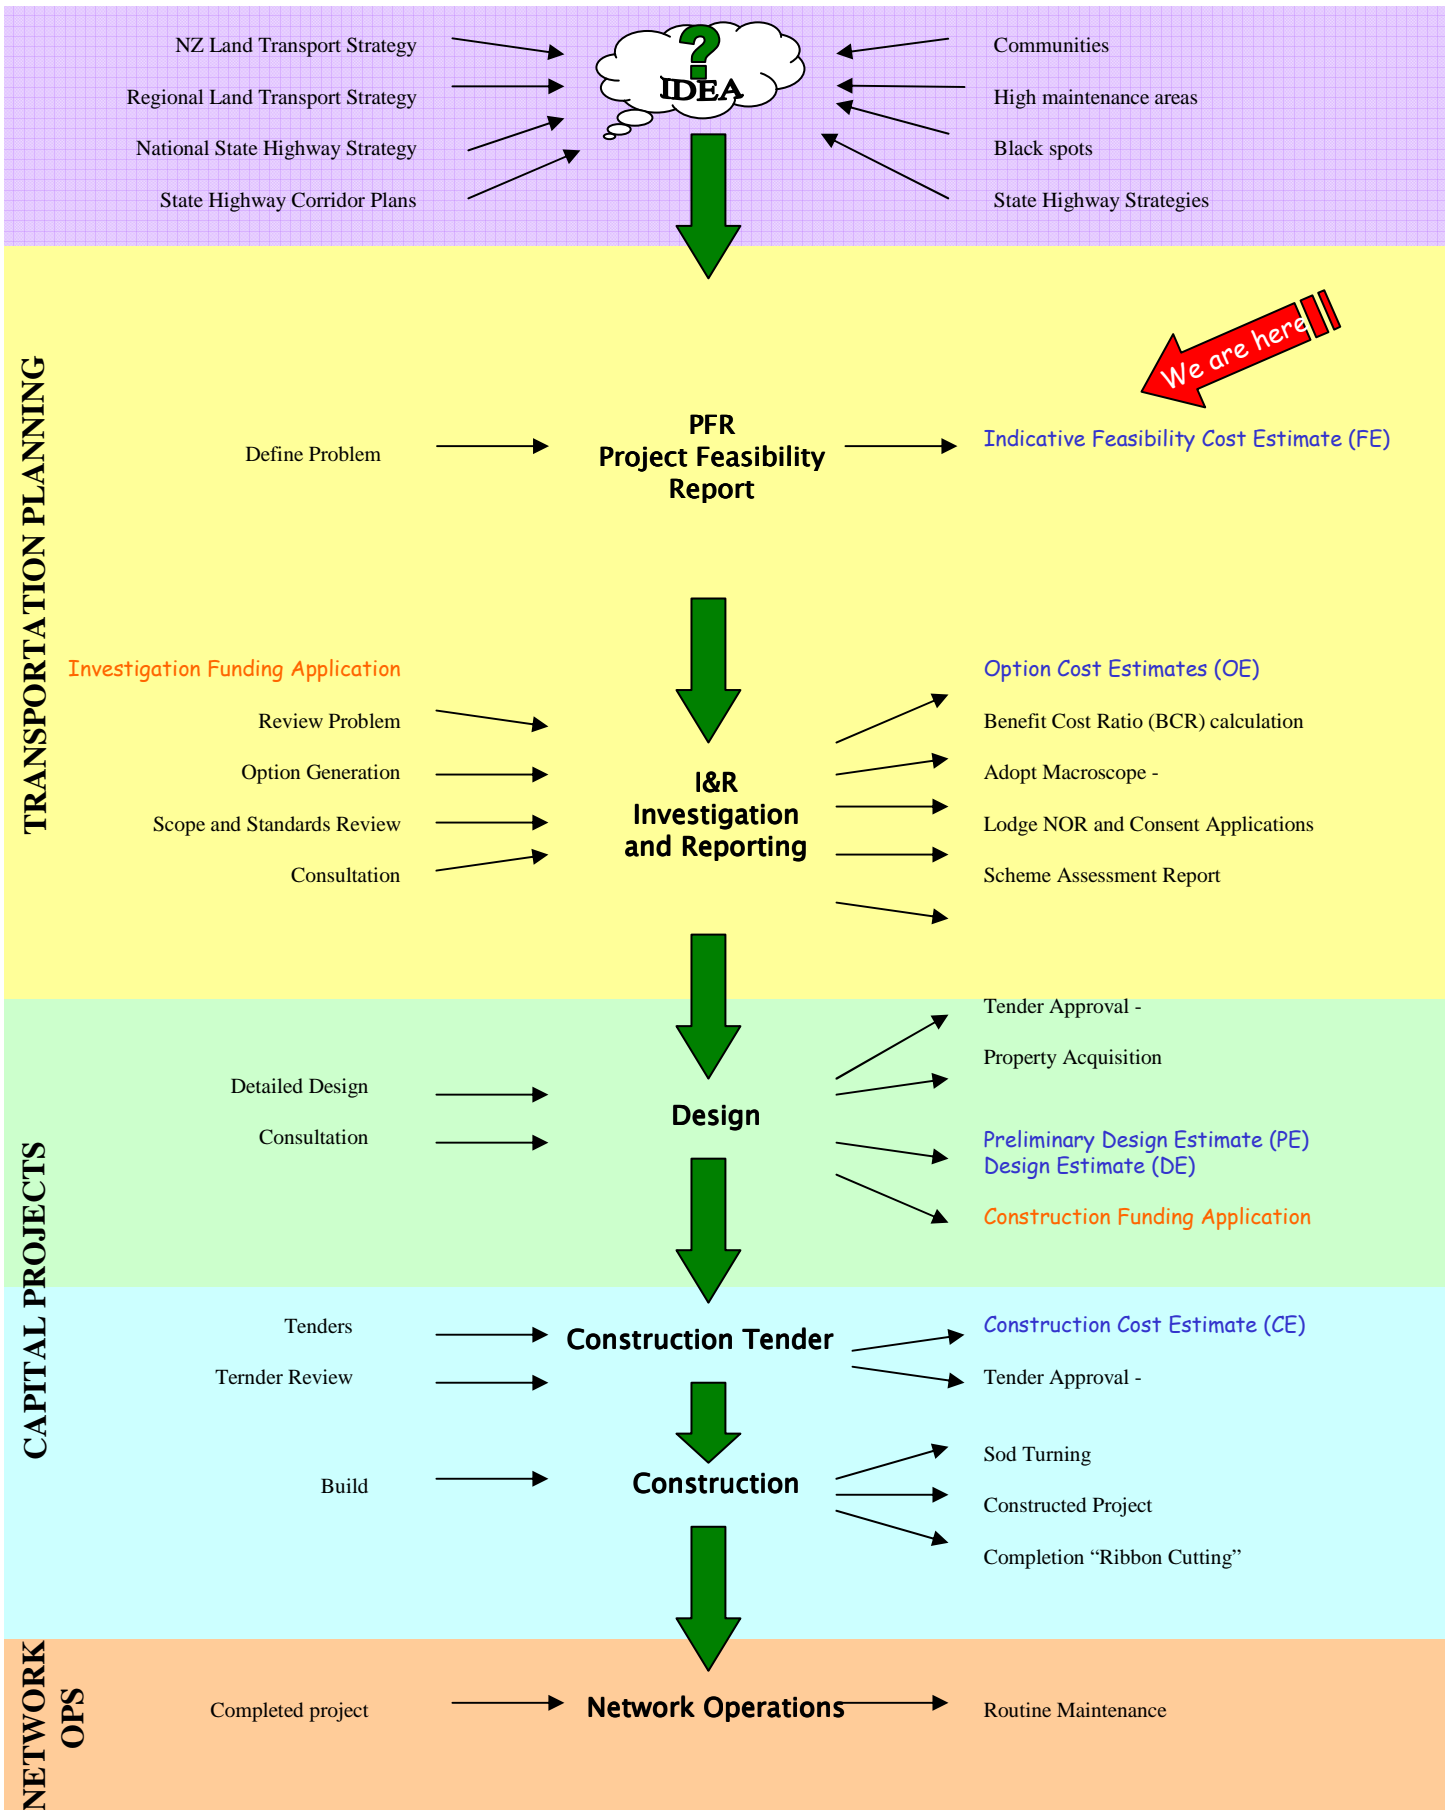 ?
IDEA
NZ Land Transport Strategy
Regional Land Transport Strategy
National State Highway Strategy
State Highway Corridor Plans
Communities
High maintenance areas
Black spots
State Highway Strategies
TRANSPORTATION PLANNING
We are here
Define Problem
PFR
Project Feasibility
Report
Indicative Feasibility Cost Estimate (FE)
Investigation Funding Application
Review Problem
Option Generation
Scope and Standards Review
Consultation
I&R
Investigation
and Reporting
Option Cost Estimates (OE)
Benefit Cost Ratio (BCR) calculation
Adopt Macroscope -
Lodge NOR and Consent Applications
Scheme Assessment Report
CAPITAL PROJECTS
Detailed Design
Consultation
Design
Tender Approval -
Property Acquisition
Preliminary Design Estimate (PE)
Design Estimate (DE)
Construction Funding Application
Tenders
Ternder Review
Construction Tender
Construction Cost Estimate (CE)
Tender Approval -
Build
Construction
Sod Turning
Constructed Project
Completion “Ribbon Cutting”
NETWORK
OPS
Completed project
Network Operations
Routine Maintenance